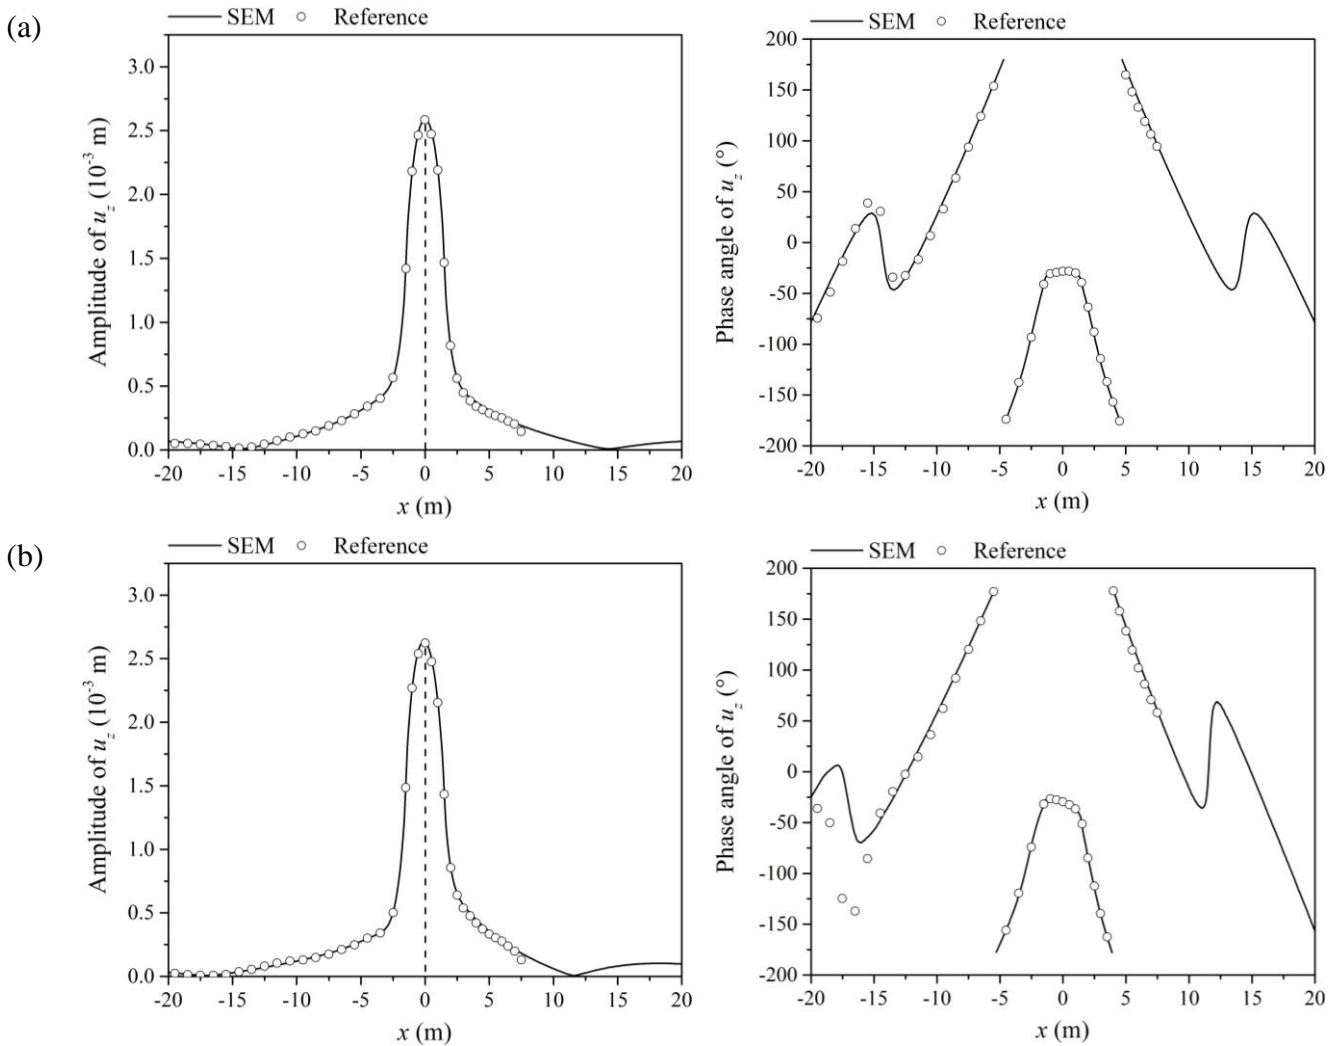 (a)
SEM Reference
3.0
2.5
2.0
1.5
1.0
0.5
0.0
-20 -15 -10 -5 0 5 10 15 20
Amplitude of u_z (10⁻³ m)
x (m)
SEM Reference
200
150
100
50
0
-50
-100
-150
-200
-20 -15 -10 -5 0 5 10 15 20
Phase angle of u_z (°)
x (m)
(b)
SEM Reference
3.0
2.5
2.0
1.5
1.0
0.5
0.0
-20 -15 -10 -5 0 5 10 15 20
Amplitude of u_z (10⁻³ m)
x (m)
SEM Reference
200
150
100
50
0
-50
-100
-150
-200
-20 -15 -10 -5 0 5 10 15 20
Phase angle of u_z (°)
x (m)